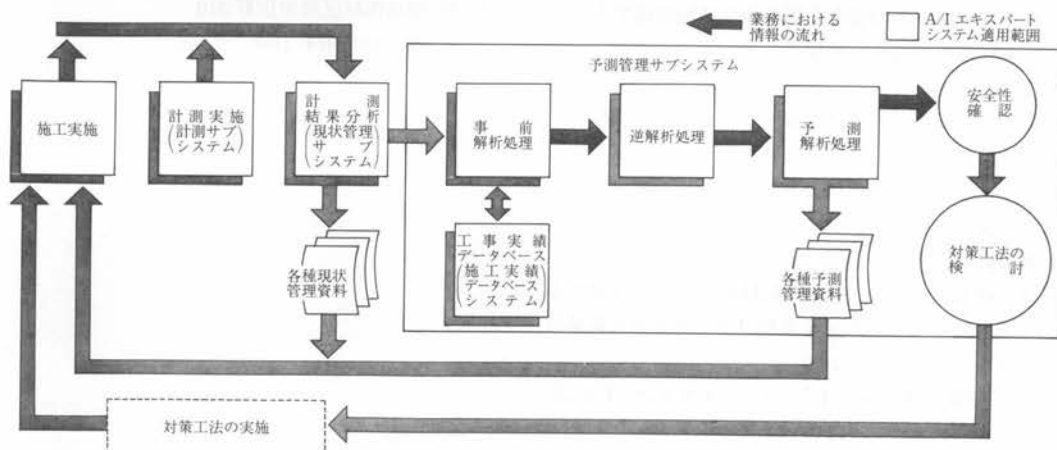 業務における
情報の流れ
A/I エキスパート
システム適用範囲
予測管理サブシステム
施工実施
計測実施
(計測サブ
システム)
計測
結果分析
(現状管理
サブ
システム)
事前
解析処理
逆解析処理
予測
解析処理
安全性
確認
工事実績
データベース
(施工実績
データベース
システム)
各種現状
管理資料
各種予測
管理資料
対策工法の
検討
対策工法の実施